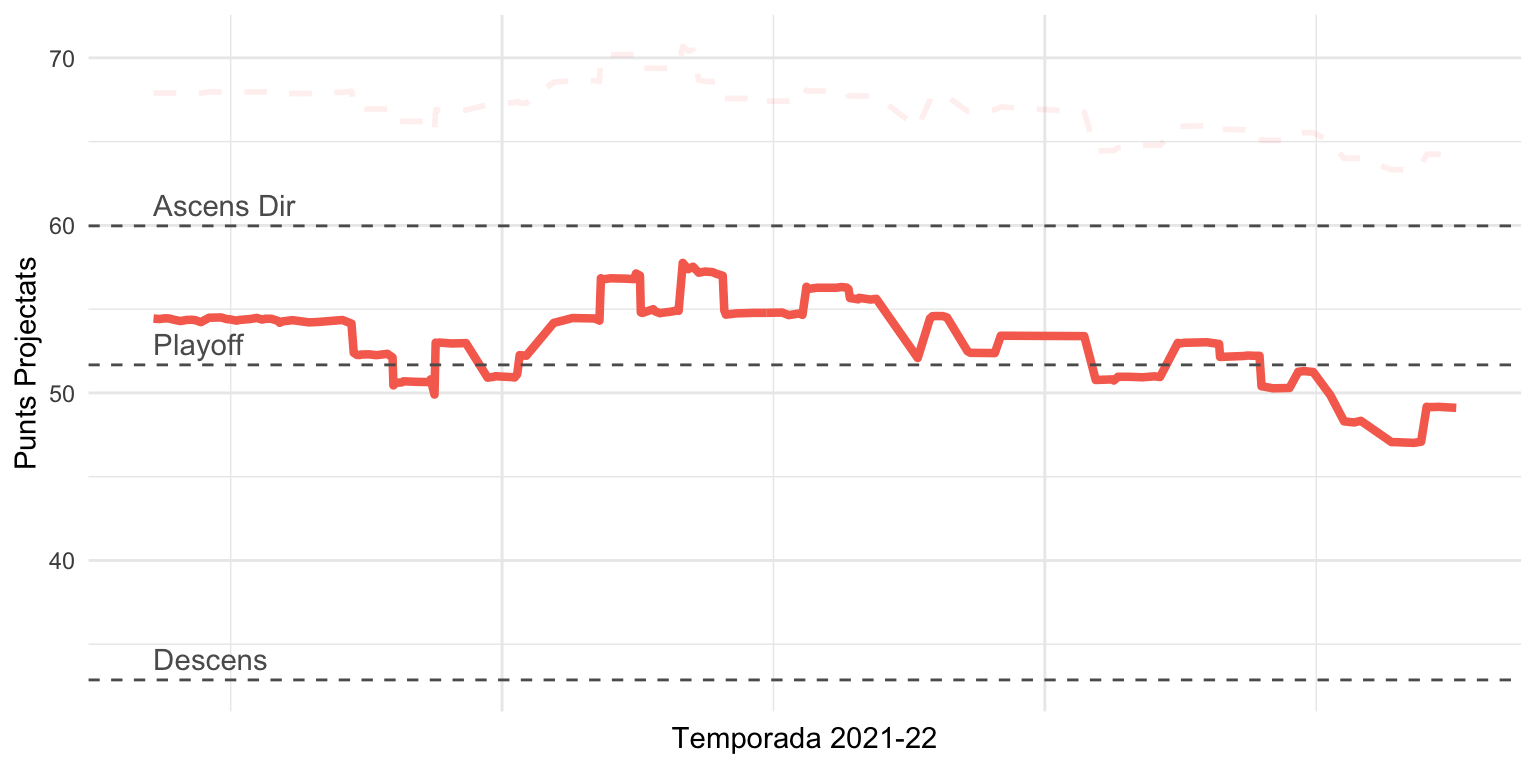 70
Ascens Dir
60
Playoff
50
40
Descens
Punts Projectats
Temporada 2021-22